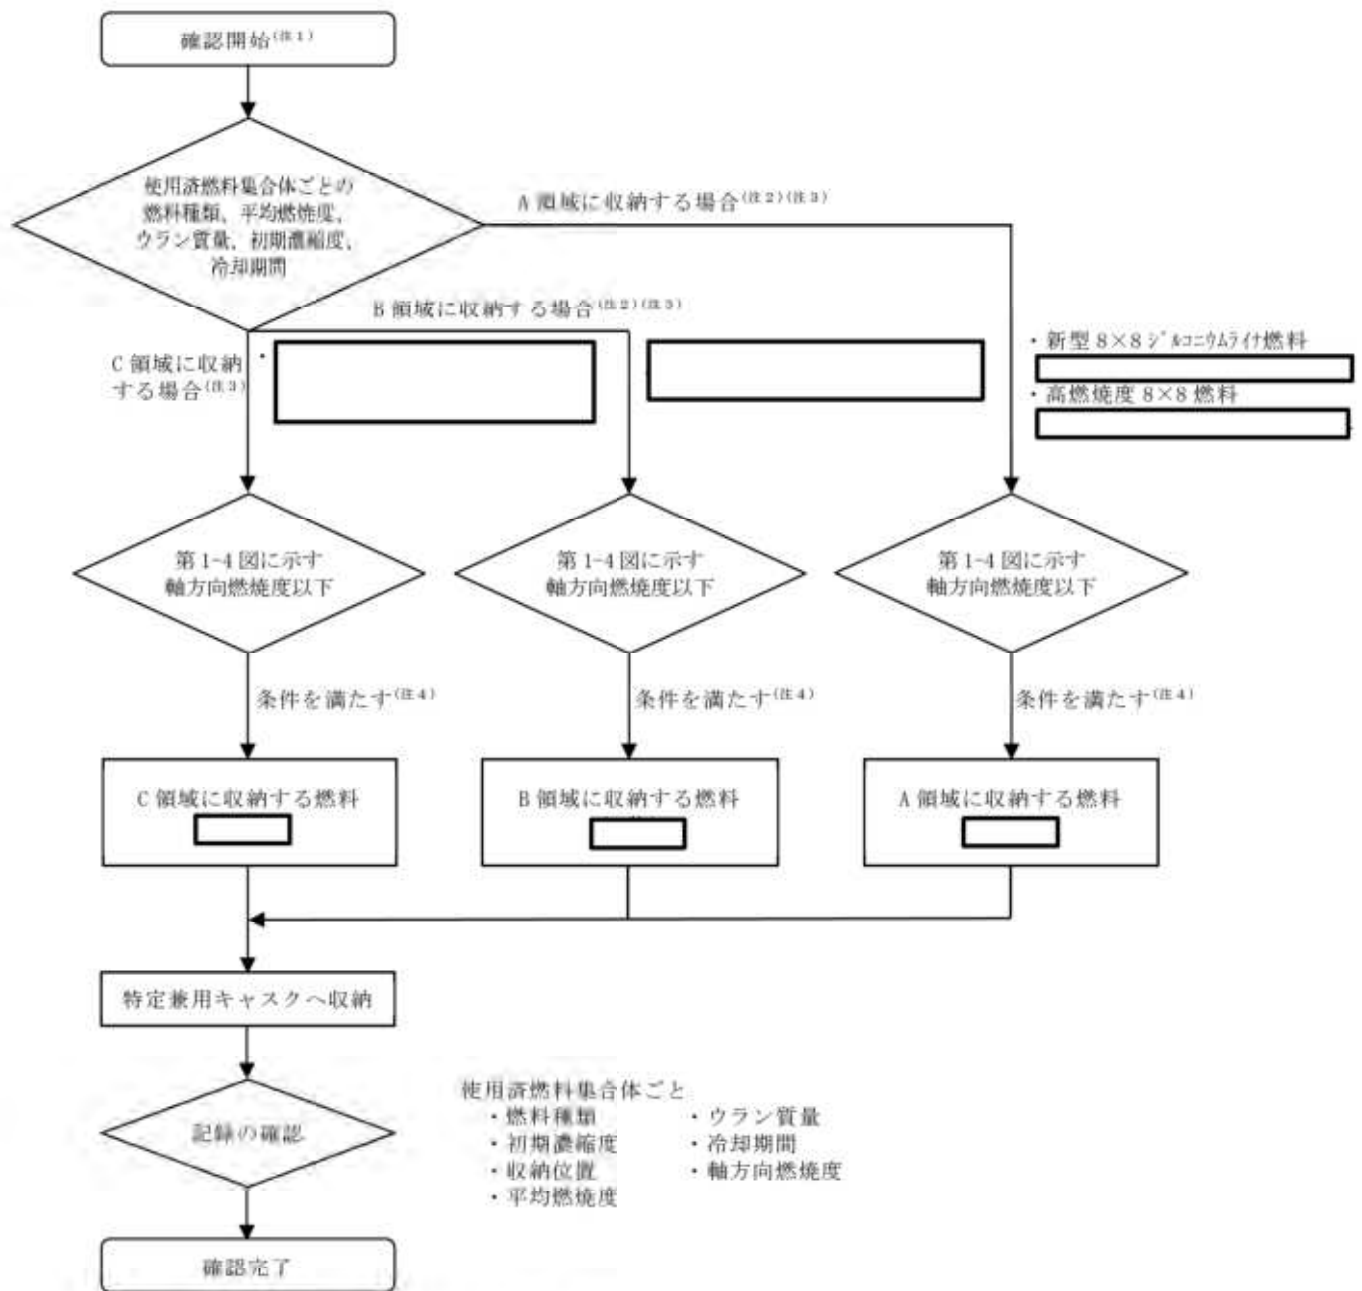 確認開始(注1)
使用済燃料集合体ごとの
燃料種類、平均燃焼度、
ウラン質量、初期濃縮度、
冷却期間
A 領域に収納する場合(注2)(注3)
B 領域に収納する場合(注2)(注3)
C 領域に収納
する場合(注3)
・
・新型 8×8 ジルコニウムライナ燃料
・高燃焼度 8×8 燃料
第 1-4 図に示す
軸方向燃焼度以下
第 1-4 図に示す
軸方向燃焼度以下
第 1-4 図に示す
軸方向燃焼度以下
条件を満たす(注4)
条件を満たす(注4)
条件を満たす(注4)
C 領域に収納する燃料
B 領域に収納する燃料
A 領域に収納する燃料
特定兼用キャスクへ収納
記録の確認
使用済燃料集合体ごと
・燃料種類 ・ウラン質量
・初期濃縮度 ・冷却期間
・収納位置 ・軸方向燃焼度
・平均燃焼度
確認完了